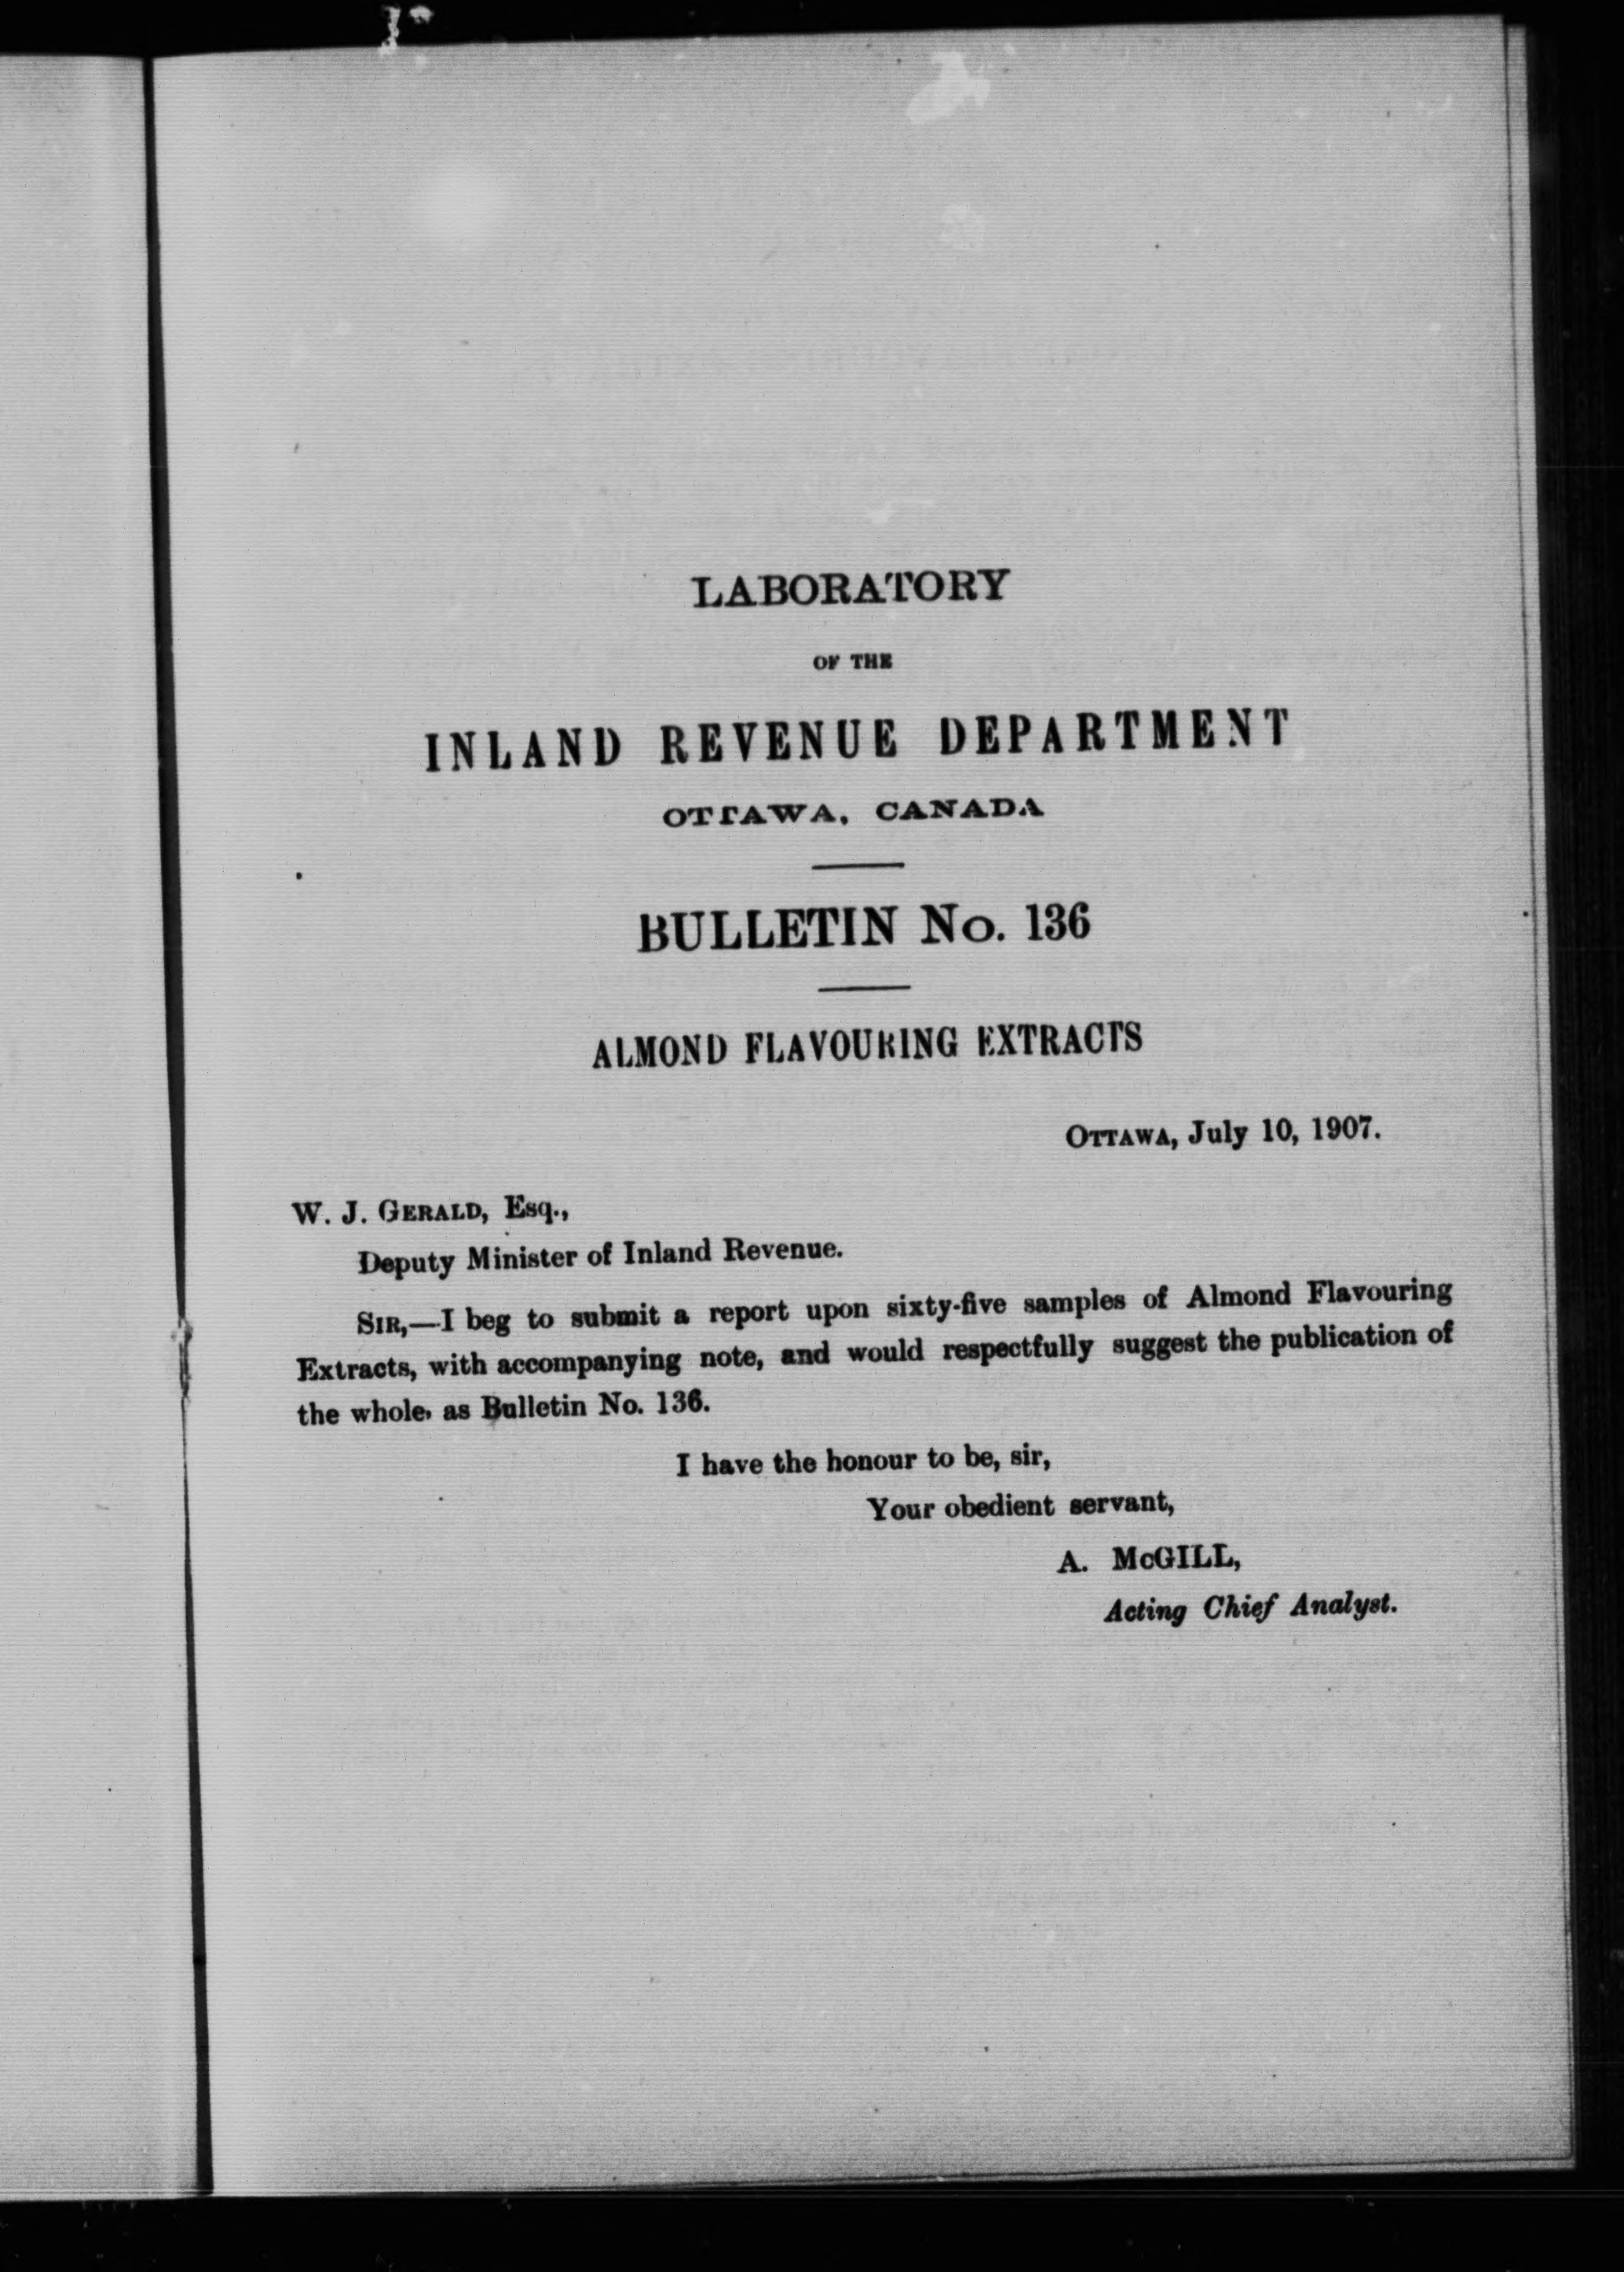 LABORATORY
OF THE
INLAND REVENUE DEPARTMENT
OTTAWA, CANADA
BULLETIN No. 136
ALMOND FLAVOURING EXTRACTS
OTTAWA, July 10, 1907.
W. J. GERALD, Esq.,
Deputy Minister of Inland Revenue.
SIR,—I beg to submit a report upon sixty-five samples of Almond Flavouring
Extracts, with accompanying note, and would respectfully suggest the publication of
the whole, as Bulletin No. 136.
I have the honour to be, sir,
Your obedient servant,
A. McGILL,
Acting Chief Analyst.